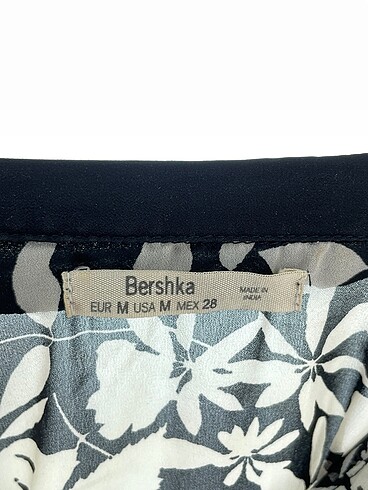 Bershka
EUR M USA M MEX 28
MADE IN
INDIA